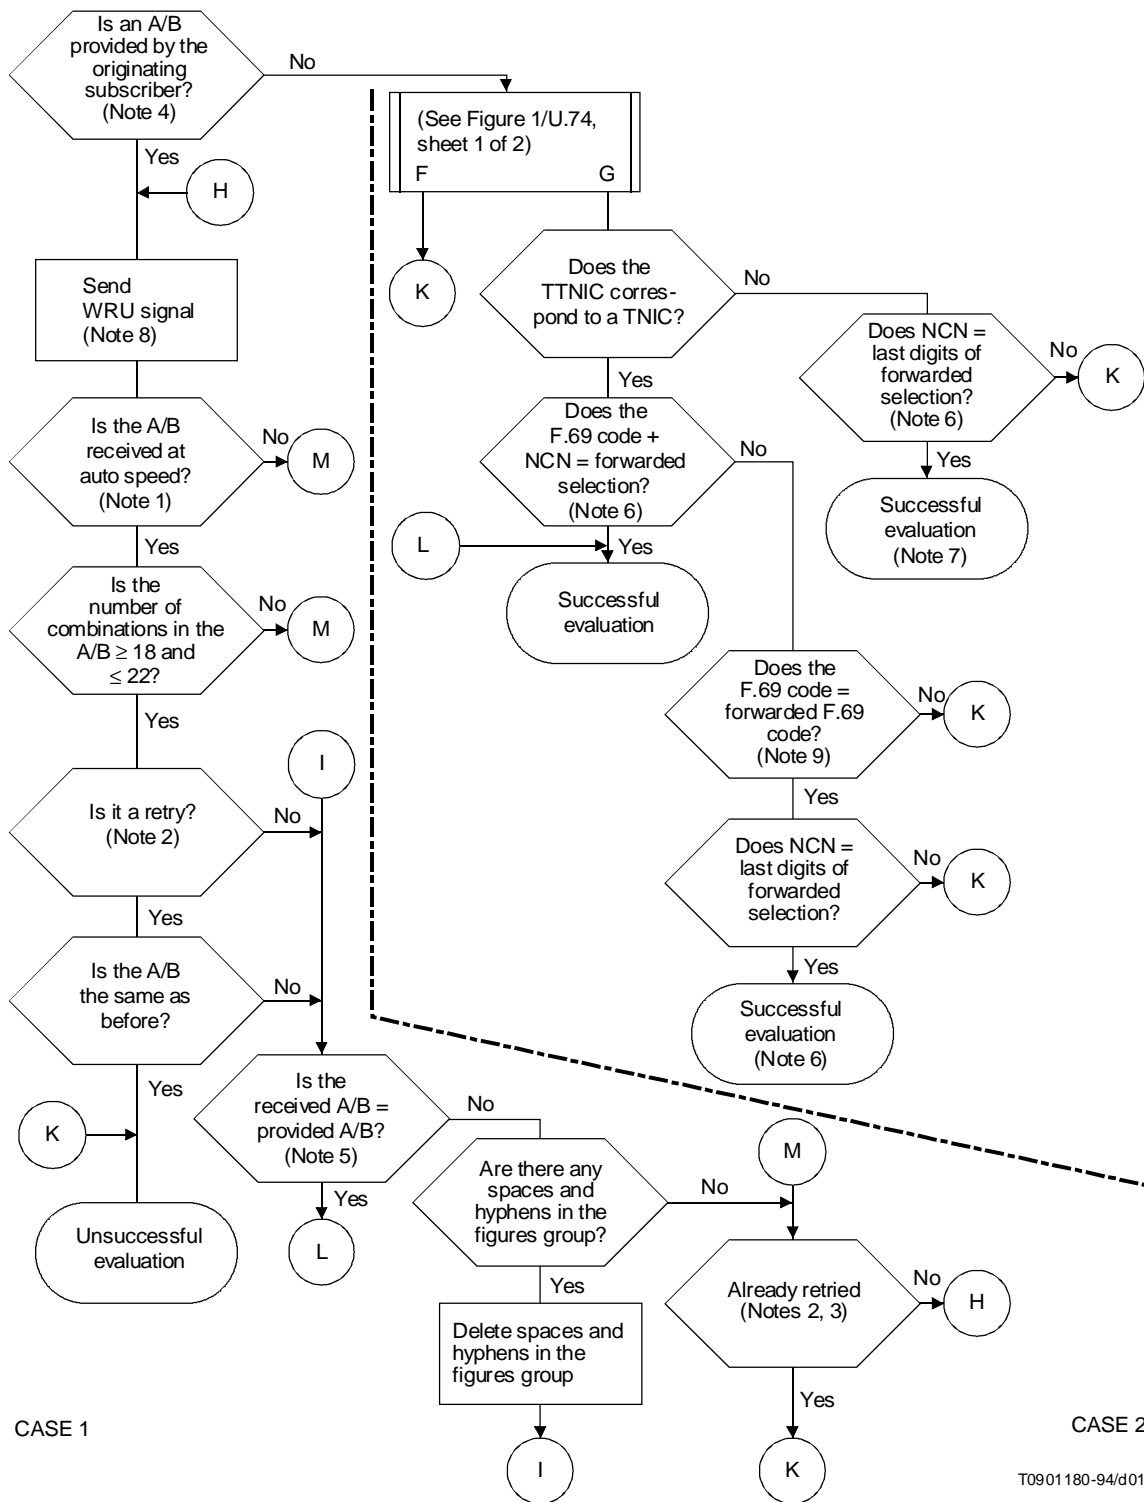 Is an A/B
provided by the
originating
subscriber?
(Note 4)
No
Yes
H
(See Figure 1/U.74,
sheet 1 of 2)
F
G
K
Send
WRU signal
(Note 8)
Does the
TTNIC corres-
pond to a TNIC?
No
Yes
Does NCN =
last digits of
forwarded
selection?
(Note 6)
No
K
Yes
Successful
evaluation
(Note 7)
Is the A/B
received at
auto speed?
(Note 1)
No
M
Yes
Does the
F.69 code +
NCN = forwarded
selection?
(Note 6)
No
L
Yes
Successful
evaluation
Is the
number of
combinations in the
A/B ≥ 18 and
≤ 22?
No
M
Yes
Does the
F.69 code =
forwarded F.69
code?
(Note 9)
No
K
Yes
I
Is it a retry?
(Note 2)
No
Yes
Does NCN =
last digits of
forwarded
selection?
No
K
Yes
Successful
evaluation
(Note 6)
Is the A/B
the same as
before?
No
Yes
K
Unsuccessful
evaluation
Is the
received A/B =
provided A/B?
(Note 5)
No
Yes
L
Are there any
spaces and
hyphens in the
figures group?
No
Yes
M
Already retried
(Notes 2, 3)
No
H
Yes
K
Delete spaces and
hyphens in the
figures group
I
CASE 1
CASE 2
T0901180-94/d01